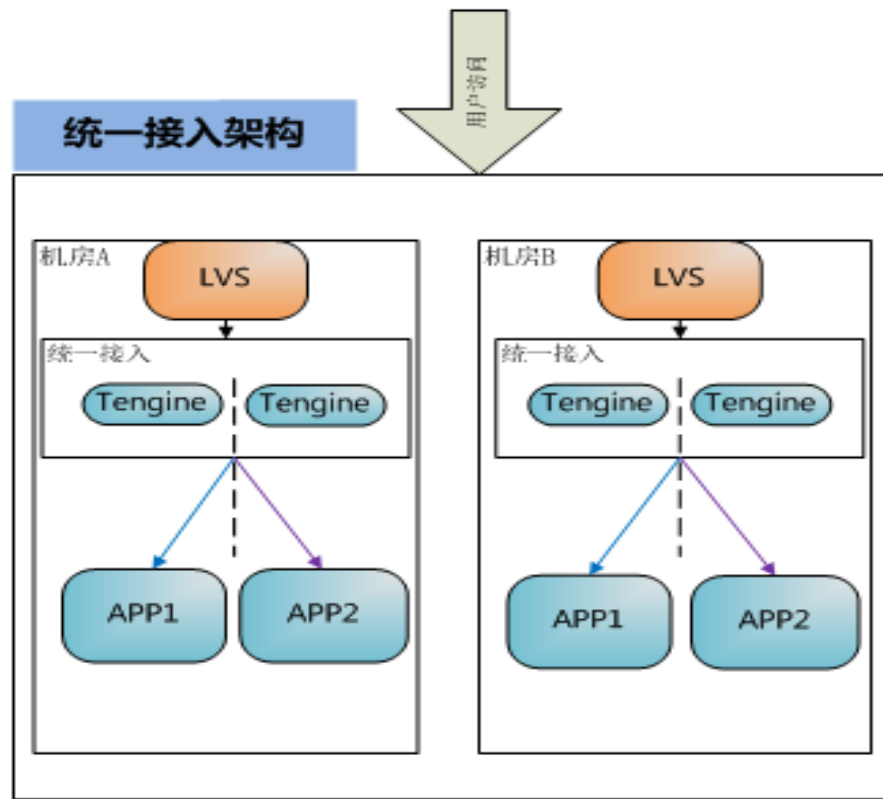 用户访问
统一接入架构
机房A
LVS
统一接入
Tengine
Tengine
APP1
APP2
机房B
LVS
统一接入
Tengine
Tengine
APP1
APP2